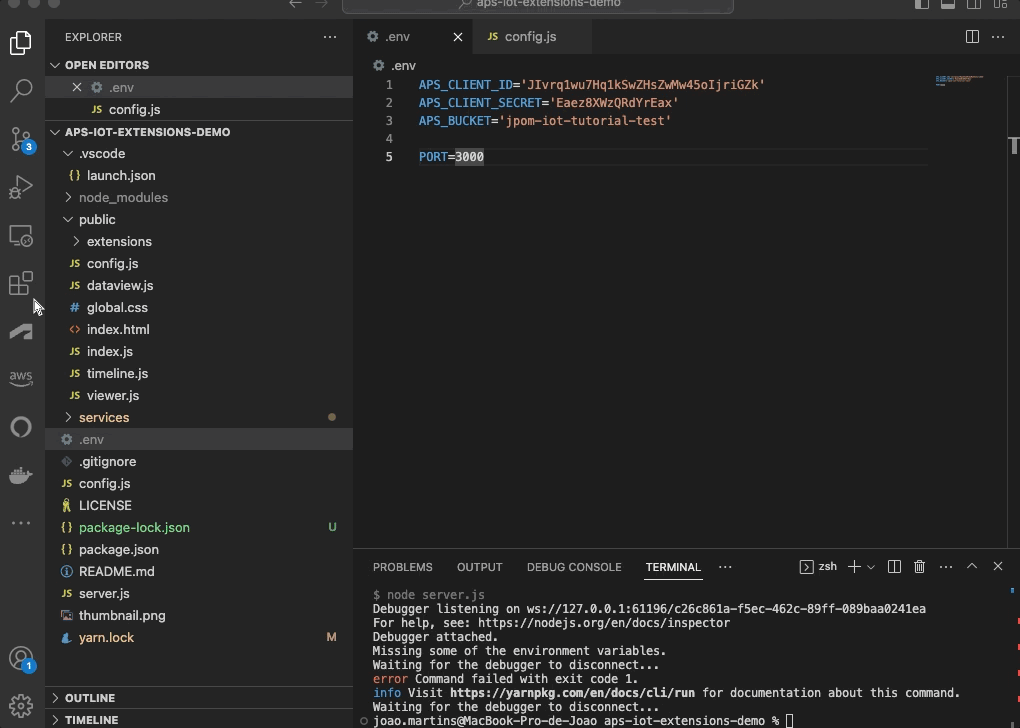 aps-iot-extensions-demo
EXPLORER
OPEN EDITORS
.env
config.js
APS-IOT-EXTENSIONS-DEMO
.vscode
{} launch.json
node_modules
public
extensions
JS config.js
JS dataview.js
# global.css
<> index.html
JS index.js
JS timeline.js
JS viewer.js
services
.env
.gitignore
JS config.js
LICENSE
{} package-lock.json U
{} package.json
README.md
JS server.js
thumbnail.png
yarn.lock M
OUTLINE
TIMELINE
3
aws
1
.env
JS config.js
.env
1 APS_CLIENT_ID='JIvrq1wu7Hq1kSwZHsZwMw45oIjriGZk'
2 APS_CLIENT_SECRET='Eaez8XWzQRdYrEax'
3 APS_BUCKET='jpom-iot-tutorial-test'
4
5 PORT=3000
PROBLEMS OUTPUT DEBUG CONSOLE TERMINAL zsh
$ node server.js
Debugger listening on ws://127.0.0.1:61196/c26c861a-f5ec-462c-89ff-089baa0241ea
For help, see: https://nodejs.org/en/docs/inspector
Debugger attached.
Missing some of the environment variables.
Waiting for the debugger to disconnect...
error Command failed with exit code 1.
info Visit https://yarnpkg.com/en/docs/cli/run for documentation about this command.
Waiting for the debugger to disconnect...
joao.martins@MacBook-Pro-de-Joao aps-iot-extensions-demo %